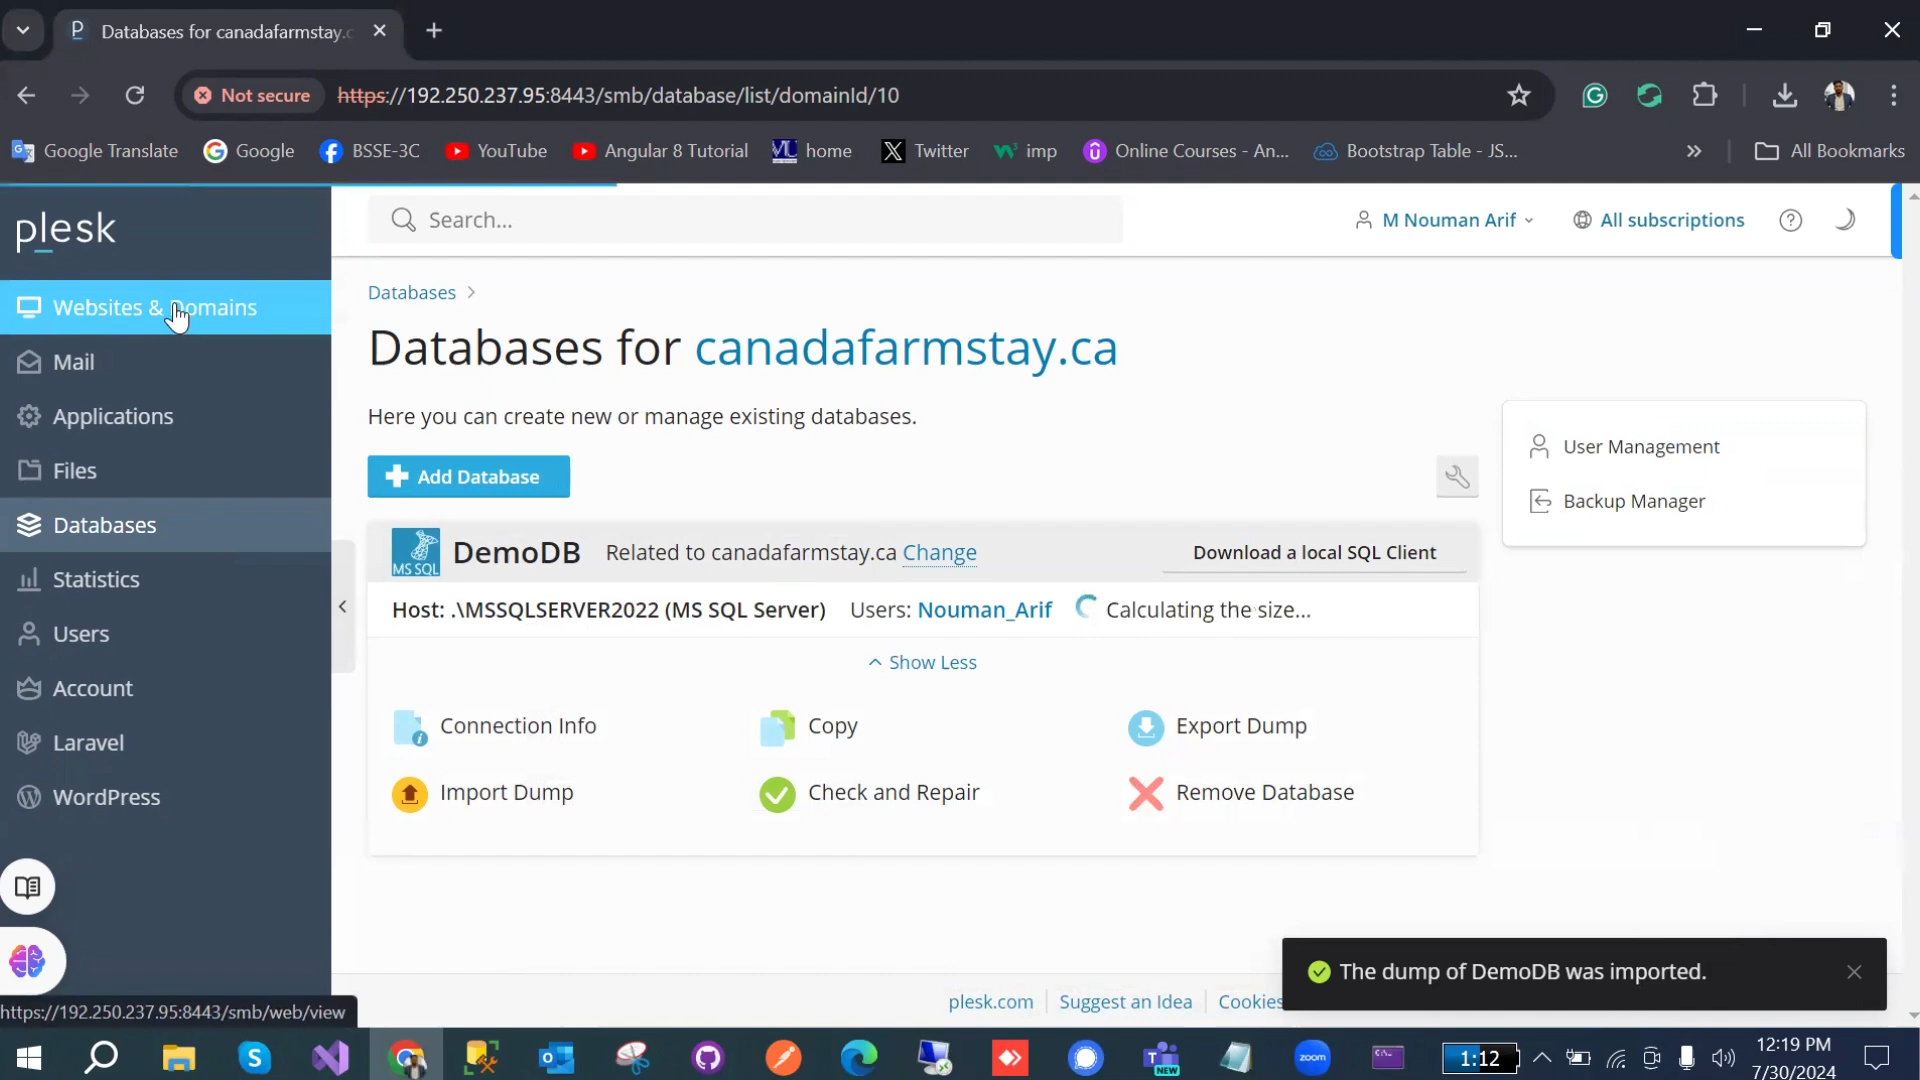 Databases for canadafarmstay.c
Not secure https://192.250.237.95:8443/smb/database/list/domainId/10
Google Translate Google BSSE-3C YouTube Angular 8 Tutorial home Twitter imp Online Courses - An... Bootstrap Table - JS... » All Bookmarks
plesk
Search...
M Nouman Arif
All subscriptions
Websites & Domains
Mail
Applications
Files
Databases
Statistics
Users
Account
Laravel
WordPress
Databases
Databases for canadafarmstay.ca
Here you can create new or manage existing databases.
Add Database
User Management
Backup Manager
MS SQL
DemoDB Related to canadafarmstay.ca Change Download a local SQL Client
Host: .\MSSQLSERVER2022 (MS SQL Server) Users: Nouman_Arif Calculating the size...
Show Less
Connection Info Copy Export Dump
Import Dump Check and Repair Remove Database
The dump of DemoDB was imported.
plesk.com Suggest an Idea Cookies
https://192.250.237.95:8443/smb/web/view
NEW
zoom
1:12
12:19 PM
7/30/2024